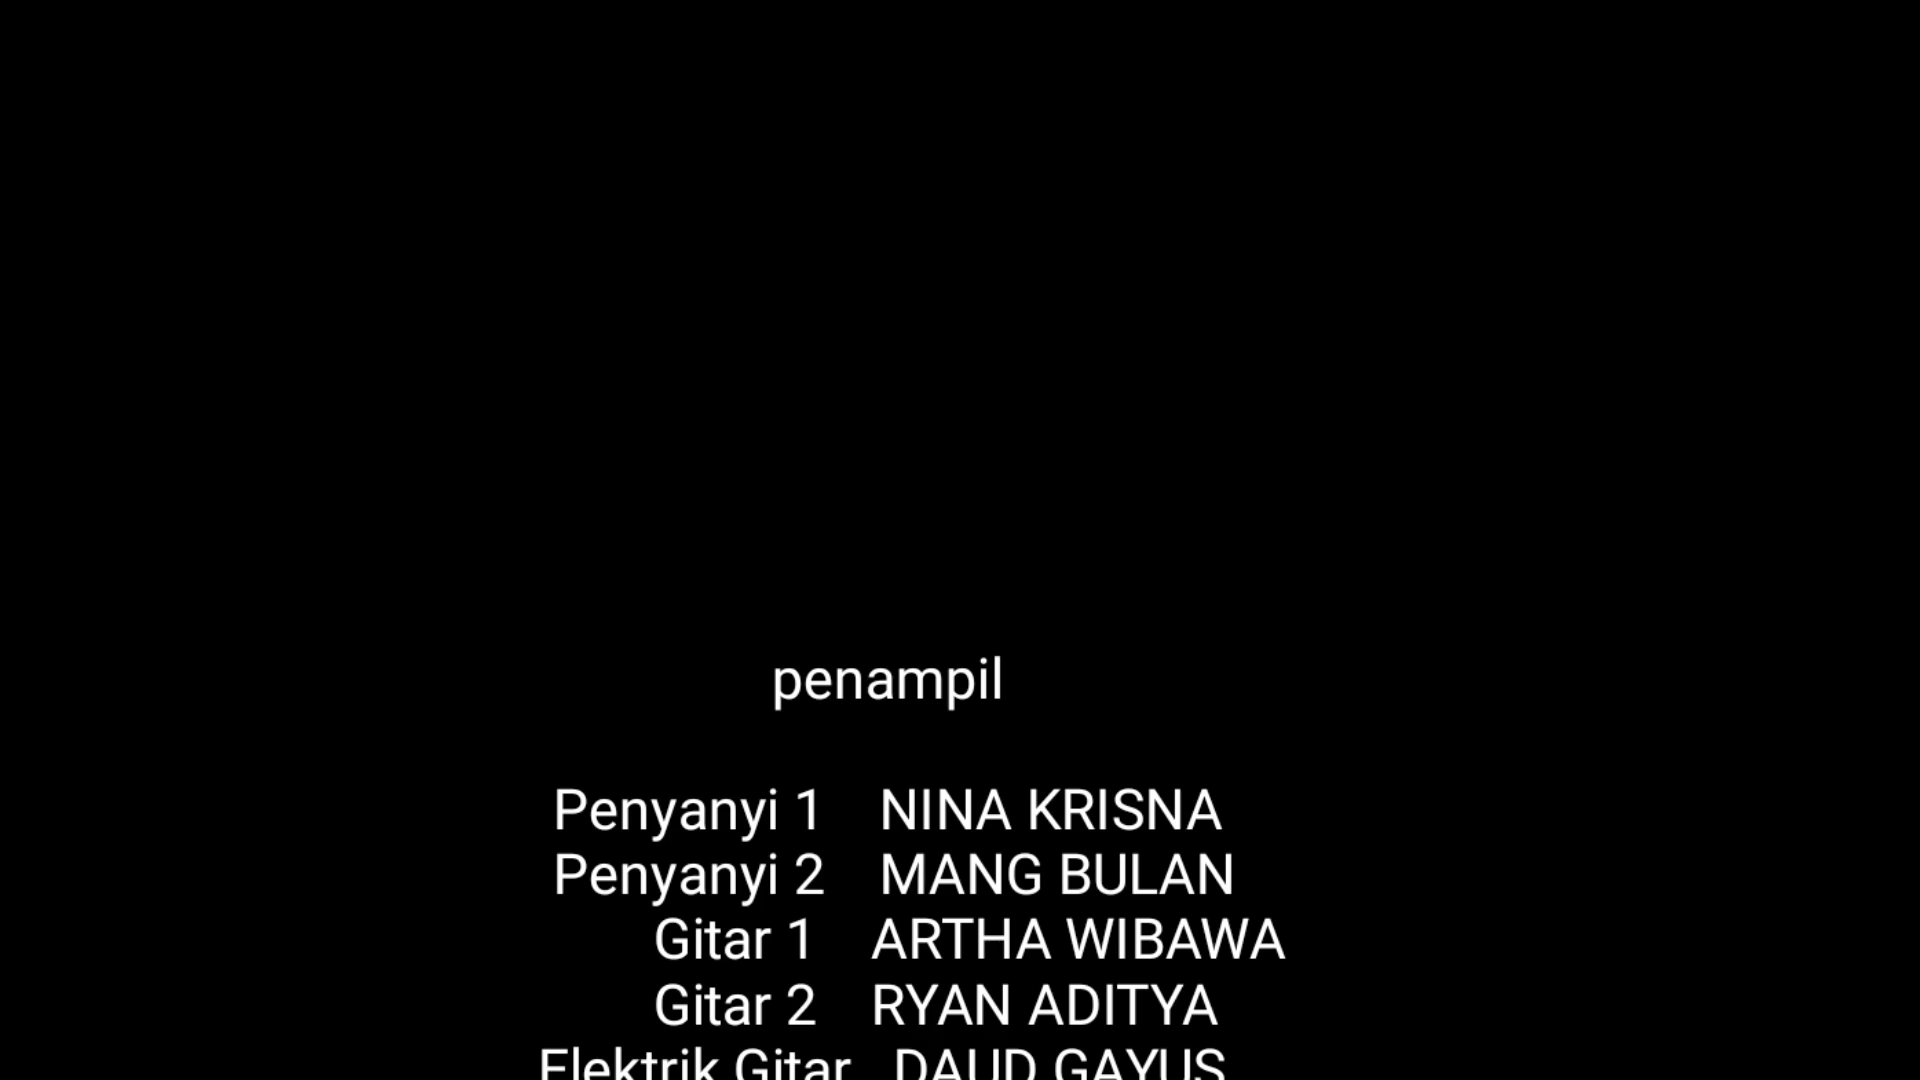 penampil
Penyanyi 1 NINA KRISNA
Penyanyi 2 MANG BULAN
Gitar 1 ARTHA WIBAWA
Gitar 2 RYAN ADITYA
Elektrik Gitar DAUD GAYUS